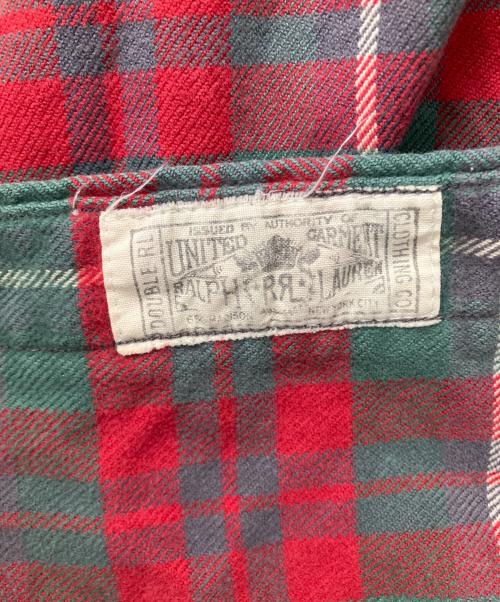 ISSUED BY AUTHORITY OF
DOUBLE RL
UNITED GARMENT
RALPH RRL LAUREN
NEW YORK CITY
CLOTHING CO